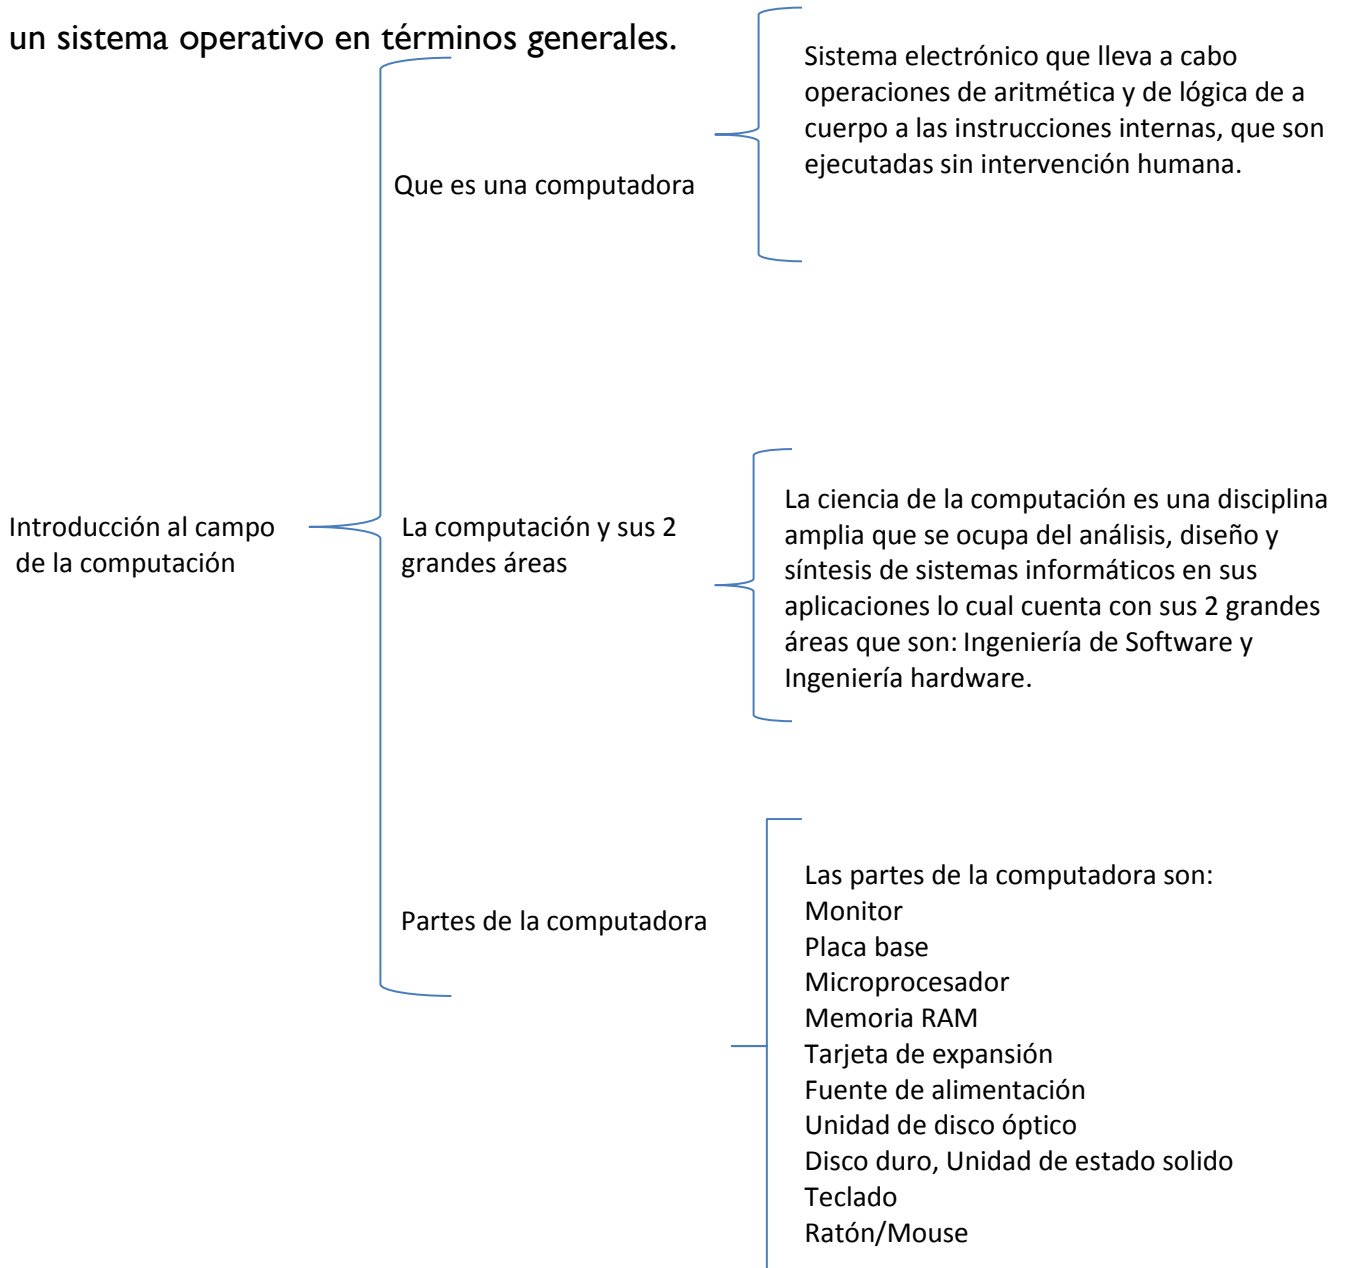 un sistema operativo en términos generales.
Sistema electrónico que lleva a cabo
operaciones de aritmética y de lógica de a
cuerpo a las instrucciones internas, que son
ejecutadas sin intervención humana.
Que es una computadora
Introducción al campo
de la computación
La computación y sus 2
grandes áreas
La ciencia de la computación es una disciplina
amplia que se ocupa del análisis, diseño y
síntesis de sistemas informáticos en sus
aplicaciones lo cual cuenta con sus 2 grandes
áreas que son: Ingeniería de Software y
Ingeniería hardware.
Partes de la computadora
Las partes de la computadora son:
Monitor
Placa base
Microprocesador
Memoria RAM
Tarjeta de expansión
Fuente de alimentación
Unidad de disco óptico
Disco duro, Unidad de estado solido
Teclado
Ratón/Mouse